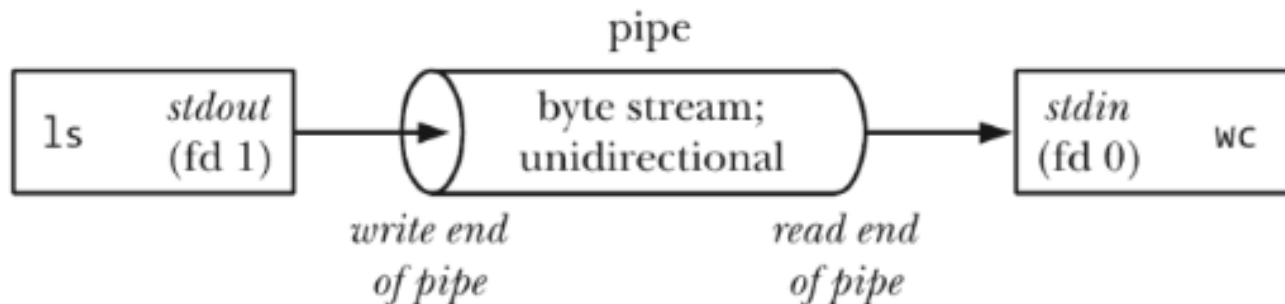 pipe
ls
stdout
(fd 1)
byte stream;
unidirectional
stdin
(fd 0)
wc
write end
of pipe
read end
of pipe